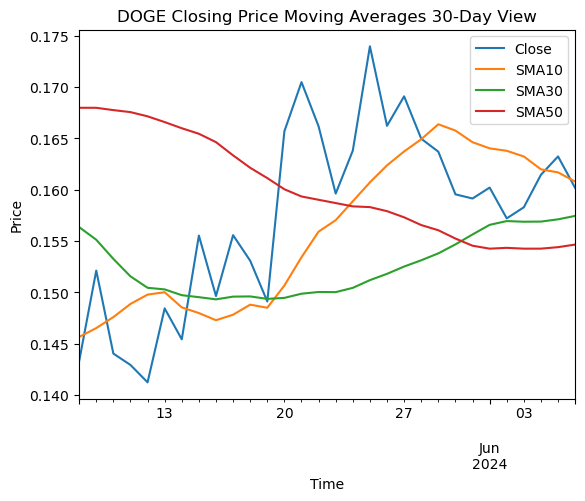 DOGE Closing Price Moving Averages 30-Day View
0.175
0.170
0.165
0.160
0.155
0.150
0.145
0.140
Price
Close
SMA10
SMA30
SMA50
13
20
27
03
Jun
2024
Time